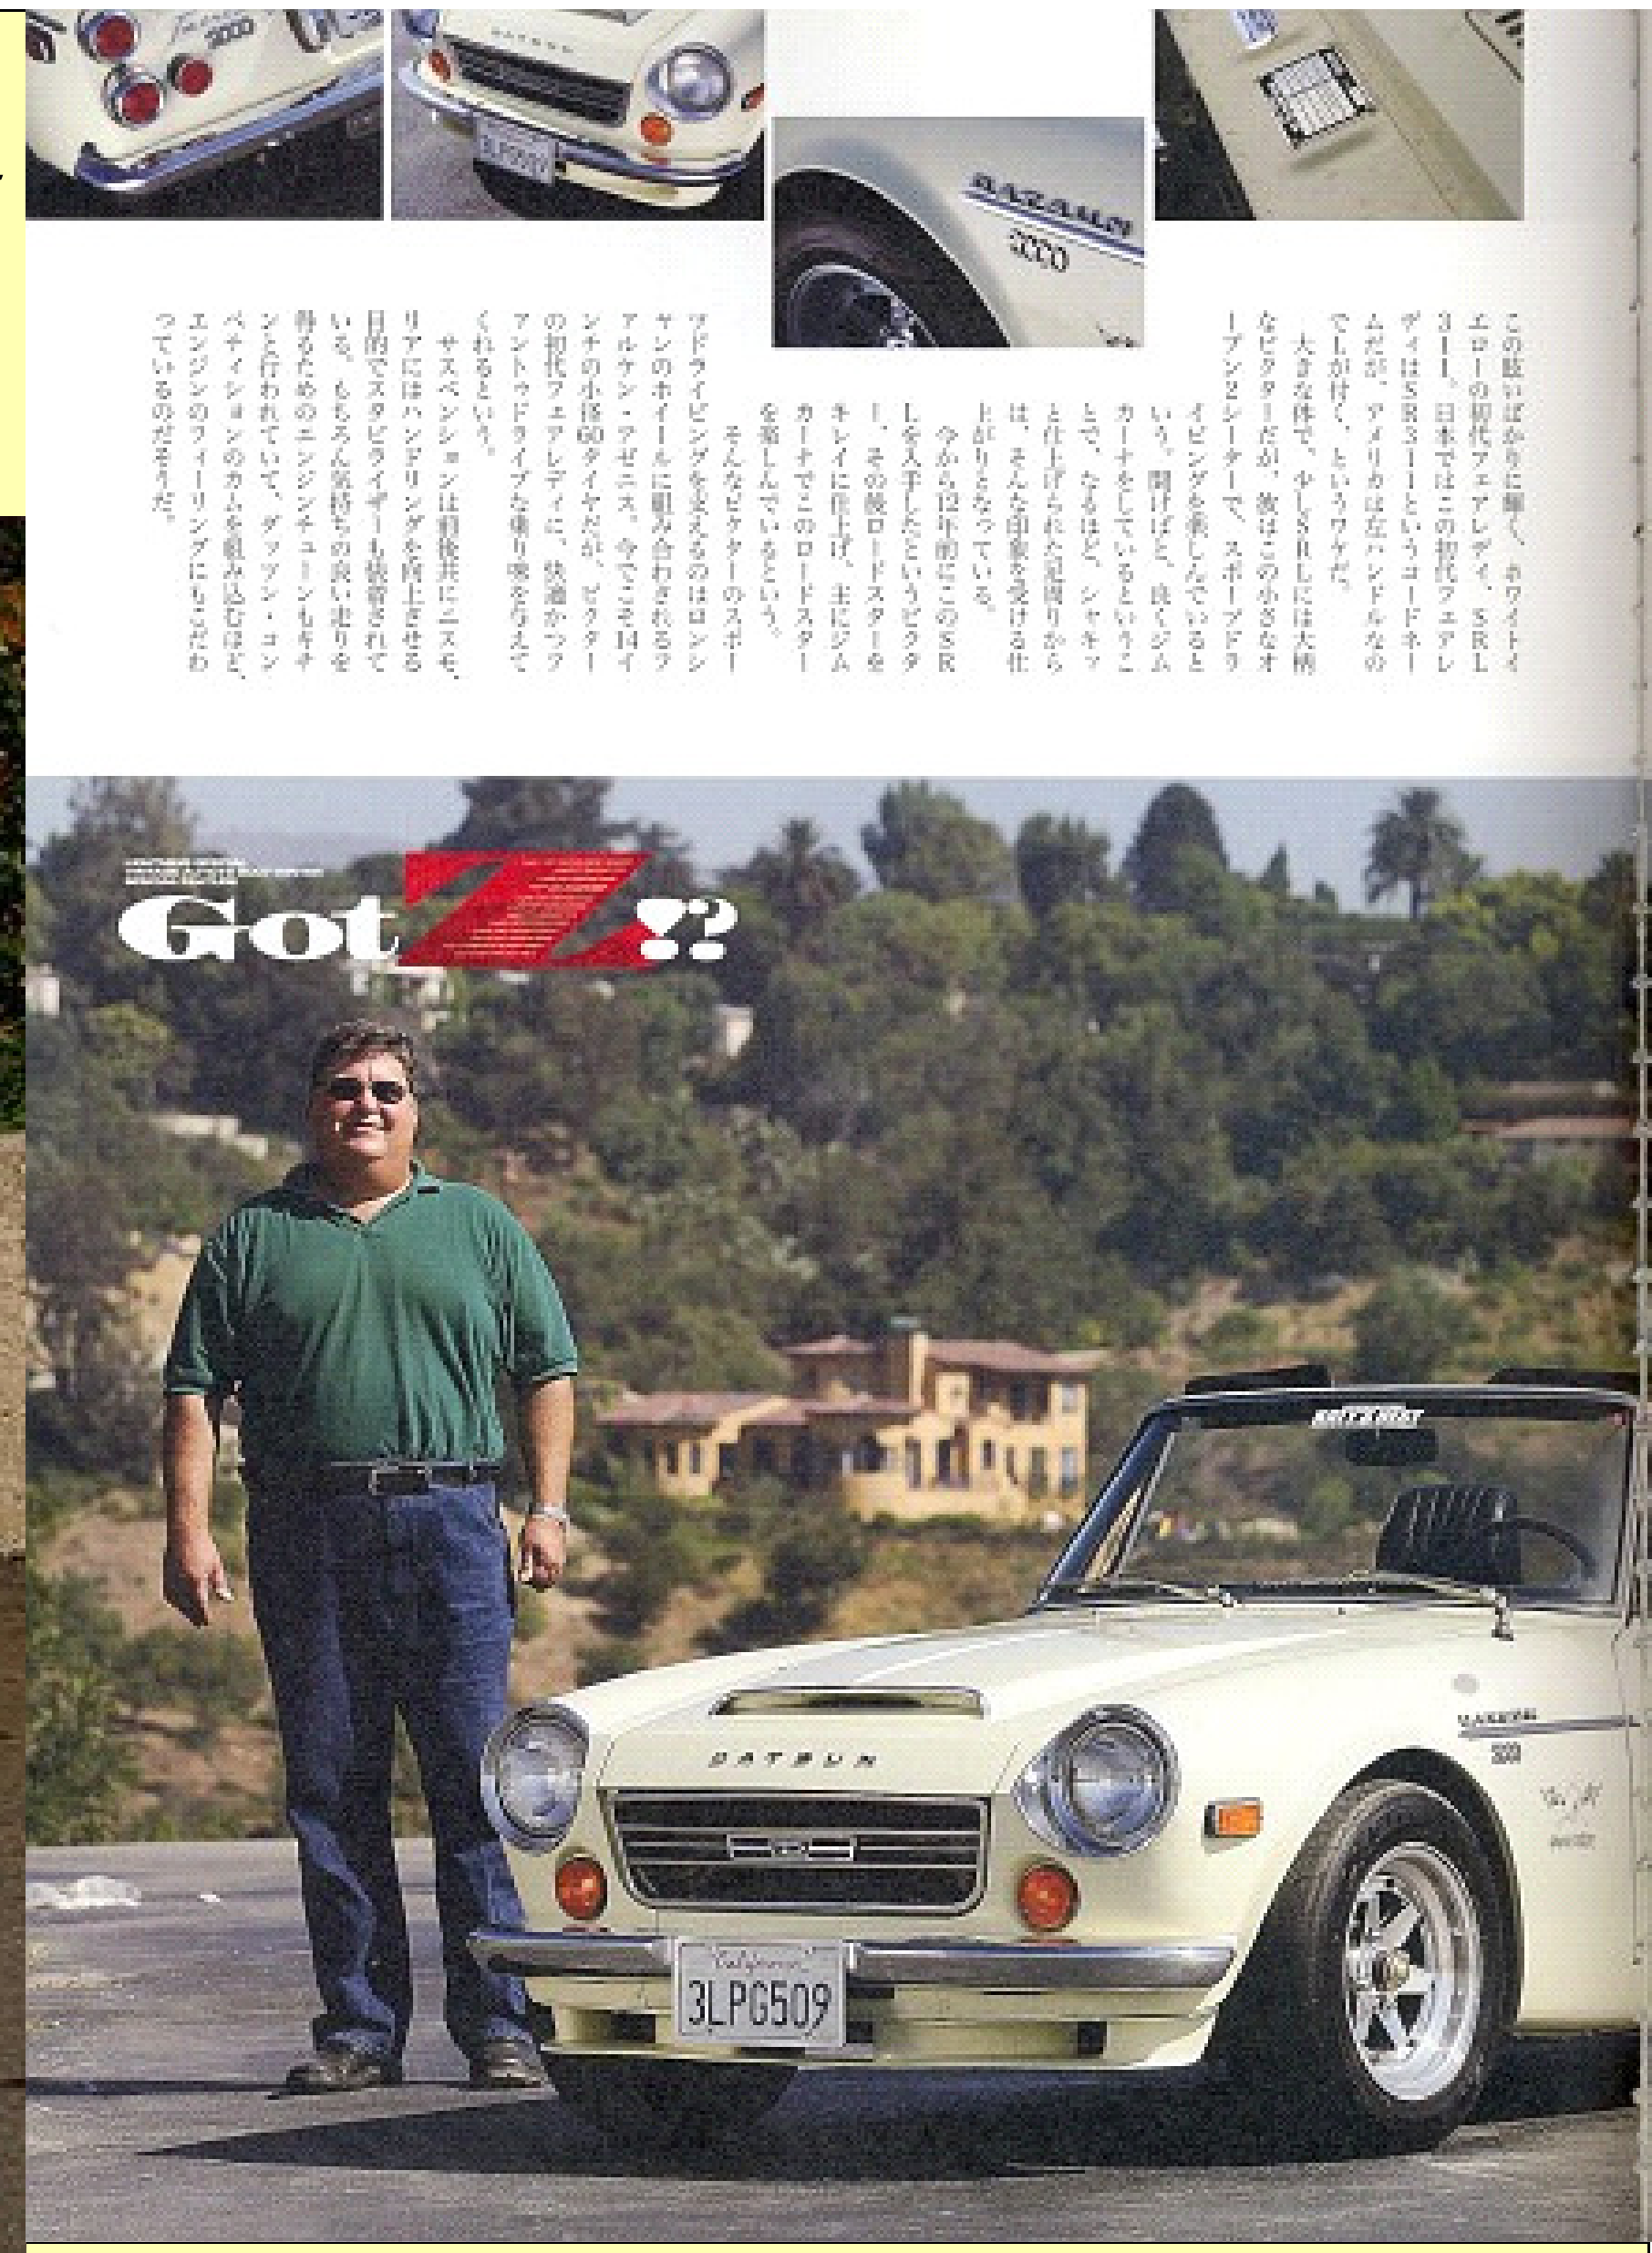 DATSUN
3LPG509
DATSUN
2000
2000
この眩いばかりに輝く、ホワイトイ
エローの初代フェアレディ、SRL
311。日本ではこの初代フェアレ
ディはSR311というコードネー
ムだが、アメリカは左ハンドルなの
でLが付く、というワケだ。
大きな体で、少しSRLには大柄
なビクターだが、彼はこの小さなオ
ープン2シーターで、スポーツドラ
イビングを楽しんでいると
いう。聞けばと、良くジム
カーナをしているというこ
とで、なるほど、シャキッ
と仕上げられた足周りから
は、そんな印象を受ける仕
上がりとなっている。
今から12年前にこのSR
Lを入手したというビクタ
ー、その後ロードスターを
キレイに仕上げ、主にジム
カーナでこのロードスター
を楽しんでいるという。
そんなビクターのスポー
ツドライビングを支えるのはロンシ
ャンのホイールに組み合わされるフ
ァルケン・アゼニス。今でこそ14イ
ンチの小径60タイヤだが、ビクター
の初代フェアレディに、快適かつフ
ァントゥドライブな乗り味を与えて
くれるという。
サスペンションは前後共にニスモ、
リアにはハンドリングを向上させる
目的でスタビライザーも装着されて
いる。もちろん気持ちの良い走りを
得るためのエンジンチューンもキチ
ンと行われていて、ダットサン・コン
ペティションのカムを組み込むほど、
エンジンのフィーリングにもこだわ
っているのだそうだ。
Got Z!?
DATSUN
California
3LPG509